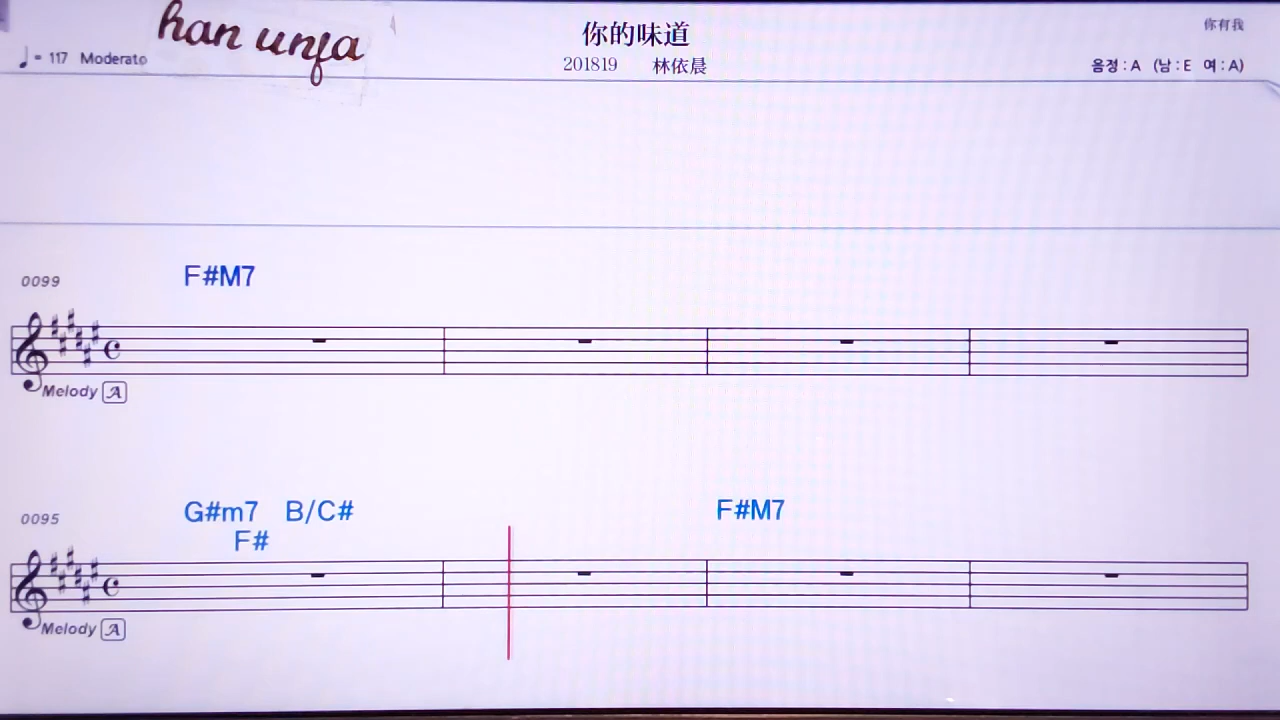 han unfa
你的味道
你有我
♩= 117 Moderato
201819 林依晨
음정 : A (남 : E 여 : A)
0099 F#M7
Melody A
0095 G#m7 B/C# F#M7
F#
Melody A